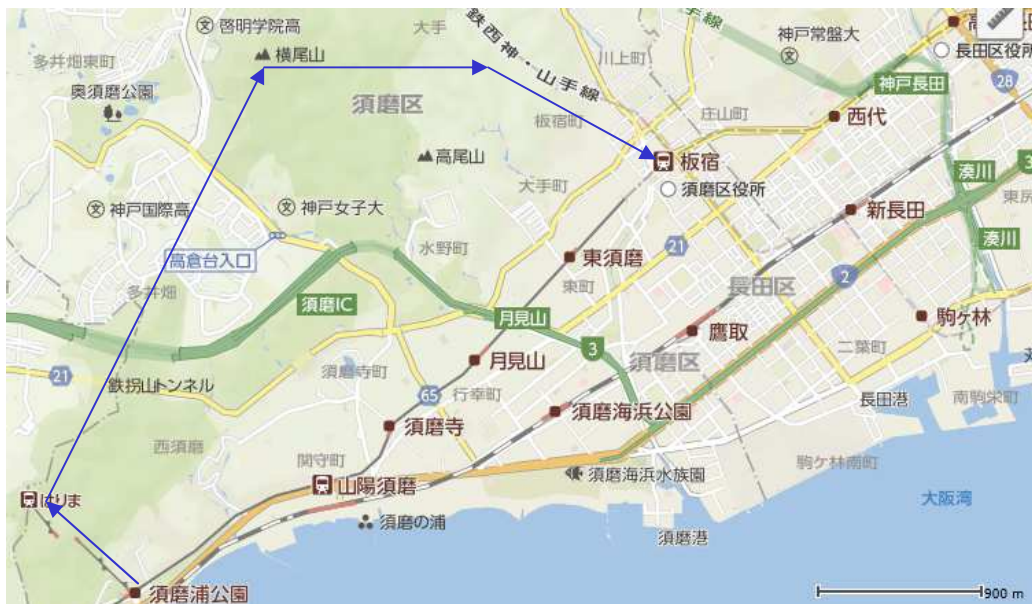 啓明学院高
大手
鉄西神・山手線
手線
神戸常盤大
高
長田区役所
多井畑東町
横尾山
川上町
神戸長田
28
奥須磨公園
須磨区
板宿町
庄山町
西代
高尾山
板宿
大手町
須磨区役所
湊川
3
神戸国際高
神戸女子大
新長田
東尻
水野町
21
湊川
高倉台入口
東須磨
2
多井畑
東町
長田区
須磨IC
月見山
駒ヶ林
鷹取
3
二葉町
21
須磨寺町
月見山
須磨区
鉄拐山トンネル
65
行幸町
長田港
南駒栄町
須磨海浜公園
西須磨
須磨寺
関守町
駒ケ林南町
須磨海浜水族園
山陽須磨
はりま
大阪湾
須磨の浦
須磨港
須磨浦公園
900 m